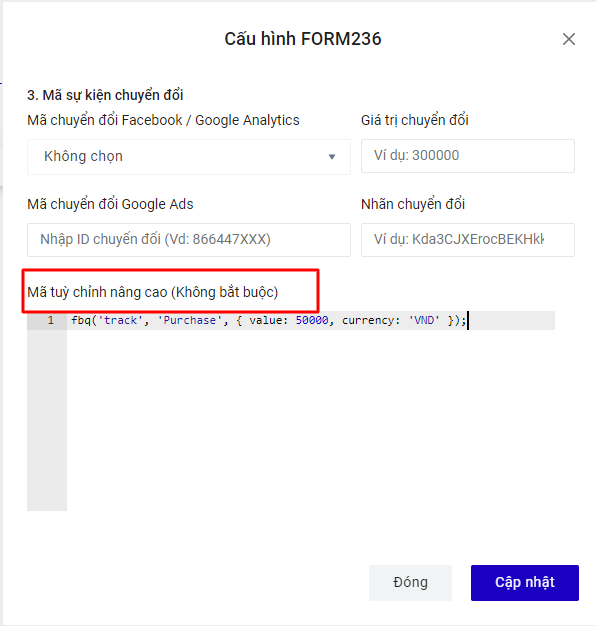 Cấu hình FORM236
3. Mã sự kiện chuyển đổi
Mã chuyển đổi Facebook / Google Analytics
Giá trị chuyển đổi
Không chọn
Ví dụ: 300000
Mã chuyển đổi Google Ads
Nhãn chuyển đổi
Nhập ID chuyển đổi (Vd: 866447XXX)
Ví dụ: Kda3CJXErocBEKHkk
Mã tuỳ chỉnh nâng cao (Không bắt buộc)
1 fbq('track', 'Purchase', { value: 50000, currency: 'VND' });
Đóng
Cập nhật